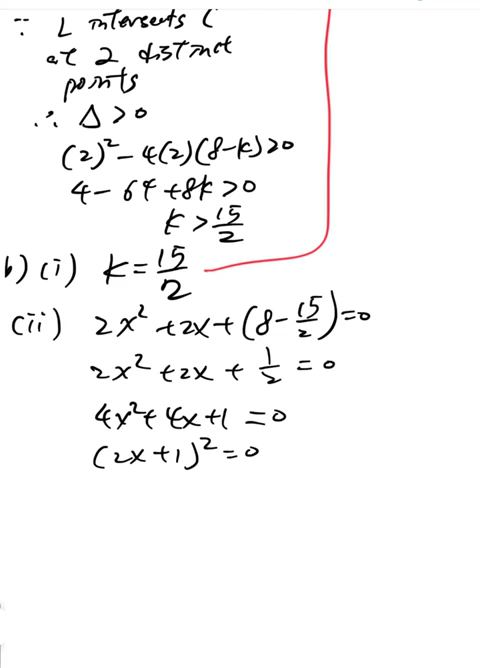 ∵ L intersects C
at 2 distinct
points
∴ Δ > 0
(2)² - 4(2)(8-k) > 0
4 - 64 + 8k > 0
k > 15/2
b) (i) k = 15/2
(ii) 2x² + 2x + (8 - 15/2) = 0
2x² + 2x + 1/2 = 0
4x² + 4x + 1 = 0
(2x + 1)² = 0